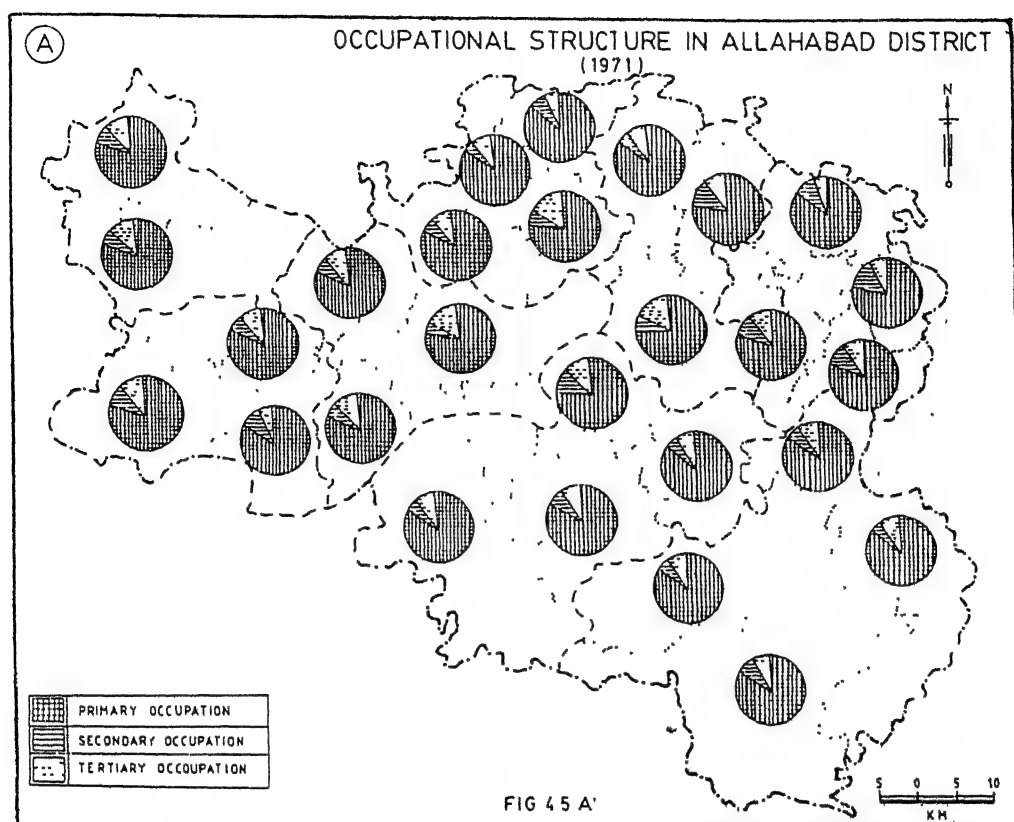 A
OCCUPATIONAL STRUCTURE IN ALLAHABAD DISTRICT
(1971)
N
PRIMARY OCCUPATION
SECONDARY OCCUPATION
TERTIARY OCCOUPATION
FIG 4 5 A'
5 0 5 10
KM